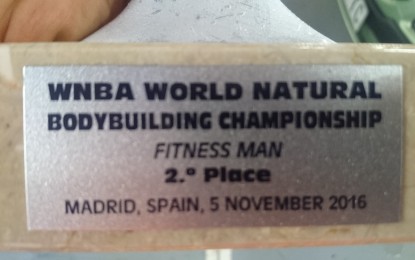 WNBA WORLD NATURAL
BODYBUILDING CHAMPIONSHIP
FITNESS MAN
2.º Place
MADRID, SPAIN, 5 NOVEMBER 2016